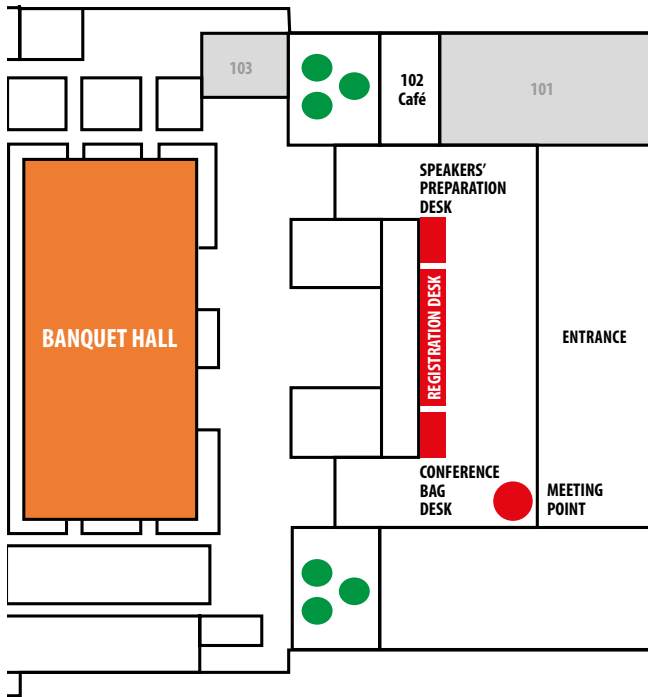 103
102
Café
101
SPEAKERS’
PREPARATION
DESK
BANQUET HALL
REGISTRATION DESK
ENTRANCE
CONFERENCE
BAG
DESK
MEETING
POINT